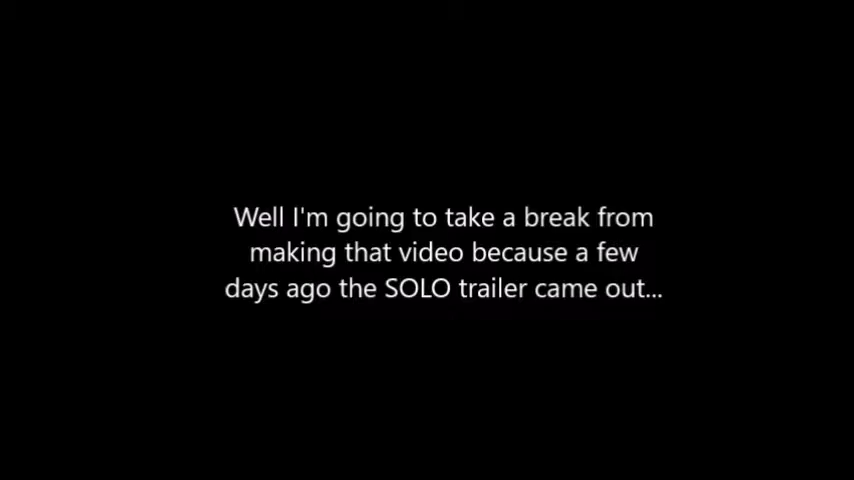 Well I'm going to take a break from
making that video because a few
days ago the SOLO trailer came out...